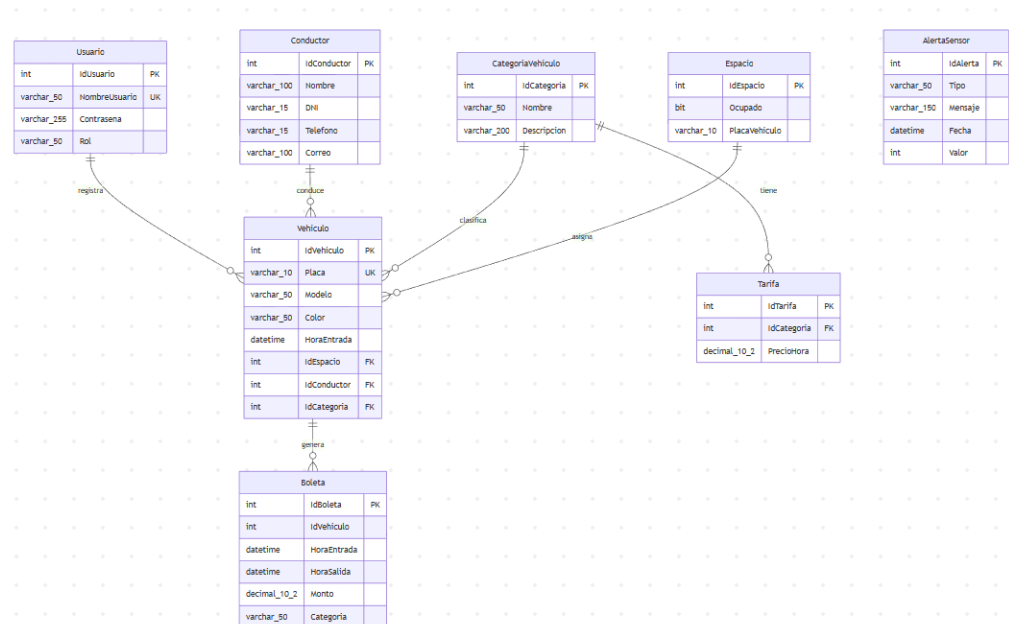 Usuario
int IdUsuario PK
varchar_50 NombreUsuario UK
varchar_255 Contrasena
varchar_50 Rol
Conductor
int IdConductor PK
varchar_100 Nombre
varchar_15 DNI
varchar_15 Telefono
varchar_100 Correo
CategoriaVehiculo
int IdCategoria PK
varchar_50 Nombre
varchar_200 Descripcion
Espacio
int IdEspacio PK
bit Ocupado
varchar_10 PlacaVehiculo
AlertaSensor
int IdAlerta PK
varchar_50 Tipo
varchar_150 Mensaje
datetime Fecha
int Valor
registra
conduce
clasifica
asigna
tiene
Vehiculo
int IdVehiculo PK
varchar_10 Placa UK
varchar_50 Modelo
varchar_50 Color
datetime HoraEntrada
int IdEspacio FK
int IdConductor FK
int IdCategoria FK
Tarifa
int IdTarifa PK
int IdCategoria FK
decimal_10_2 PrecioHora
genera
Boleta
int IdBoleta PK
int IdVehiculo
datetime HoraEntrada
datetime HoraSalida
decimal_10_2 Monto
varchar_50 Categoria